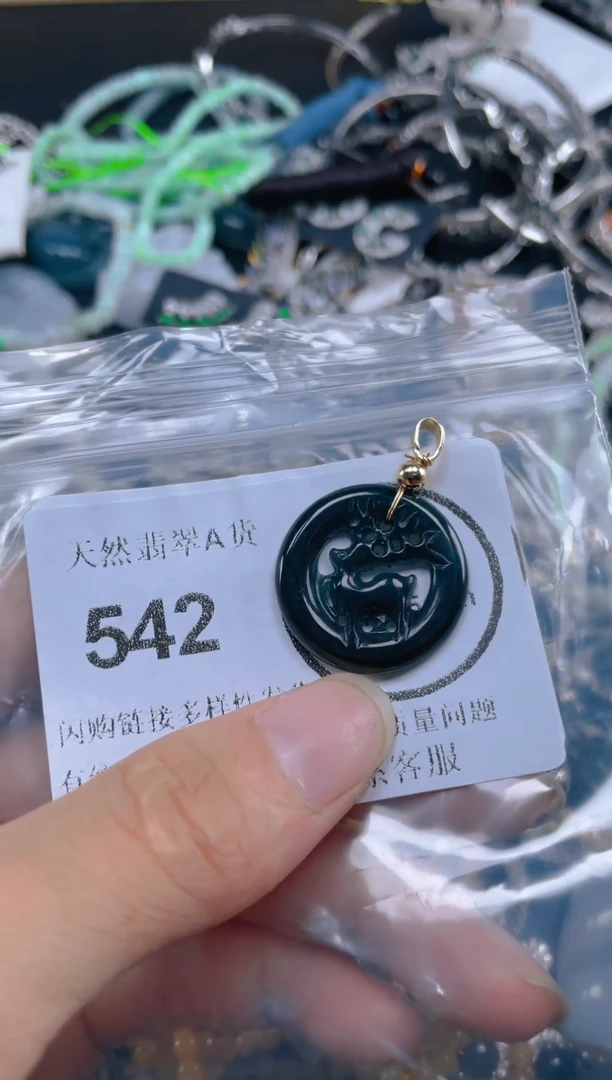 天然翡翠A货
542
闪购链接多样性 质量问题
客服